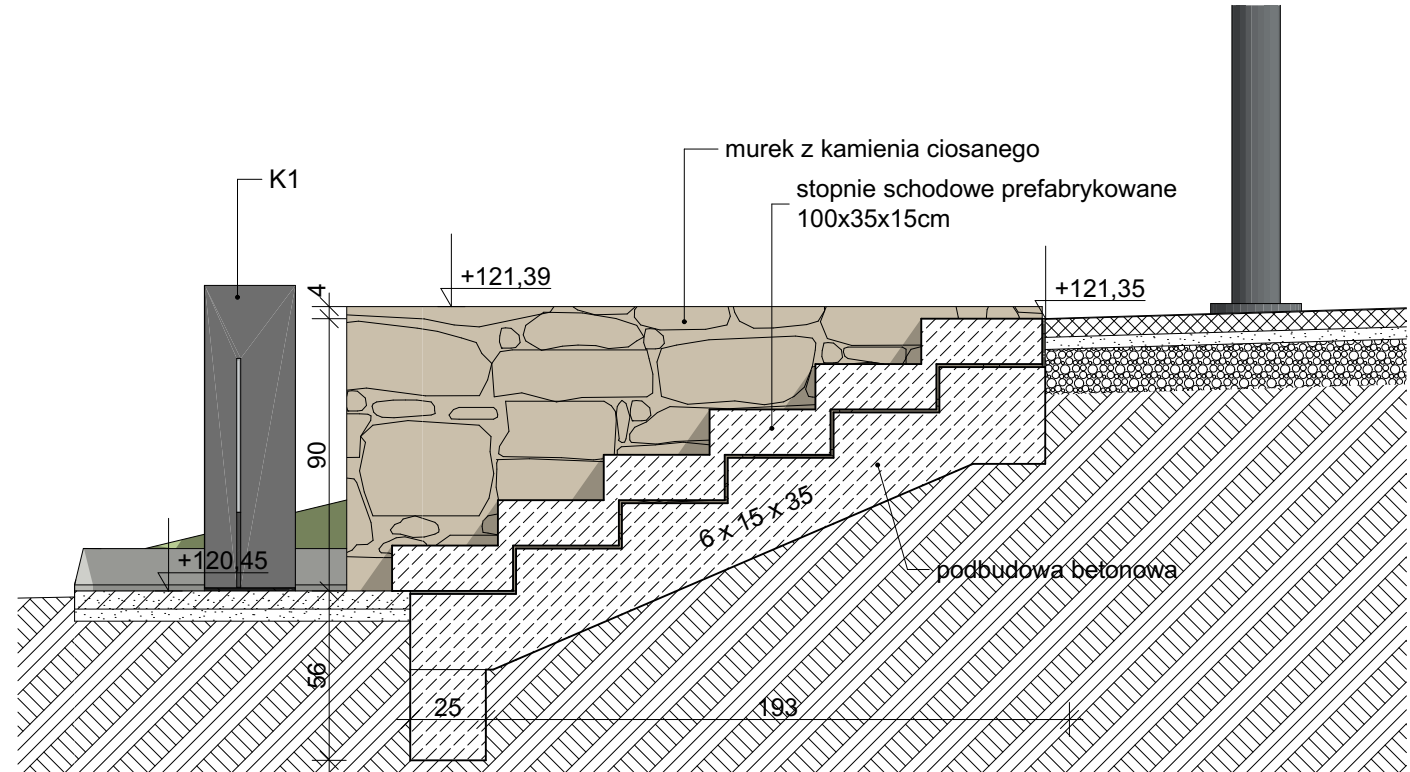 murek z kamienia ciosanego
K1
stopnie schodowe prefabrykowane
100x35x15cm
+121,39
+121,35
4
90
+120,45
6 x 15 x 35
podbudowa betonowa
56
25
193